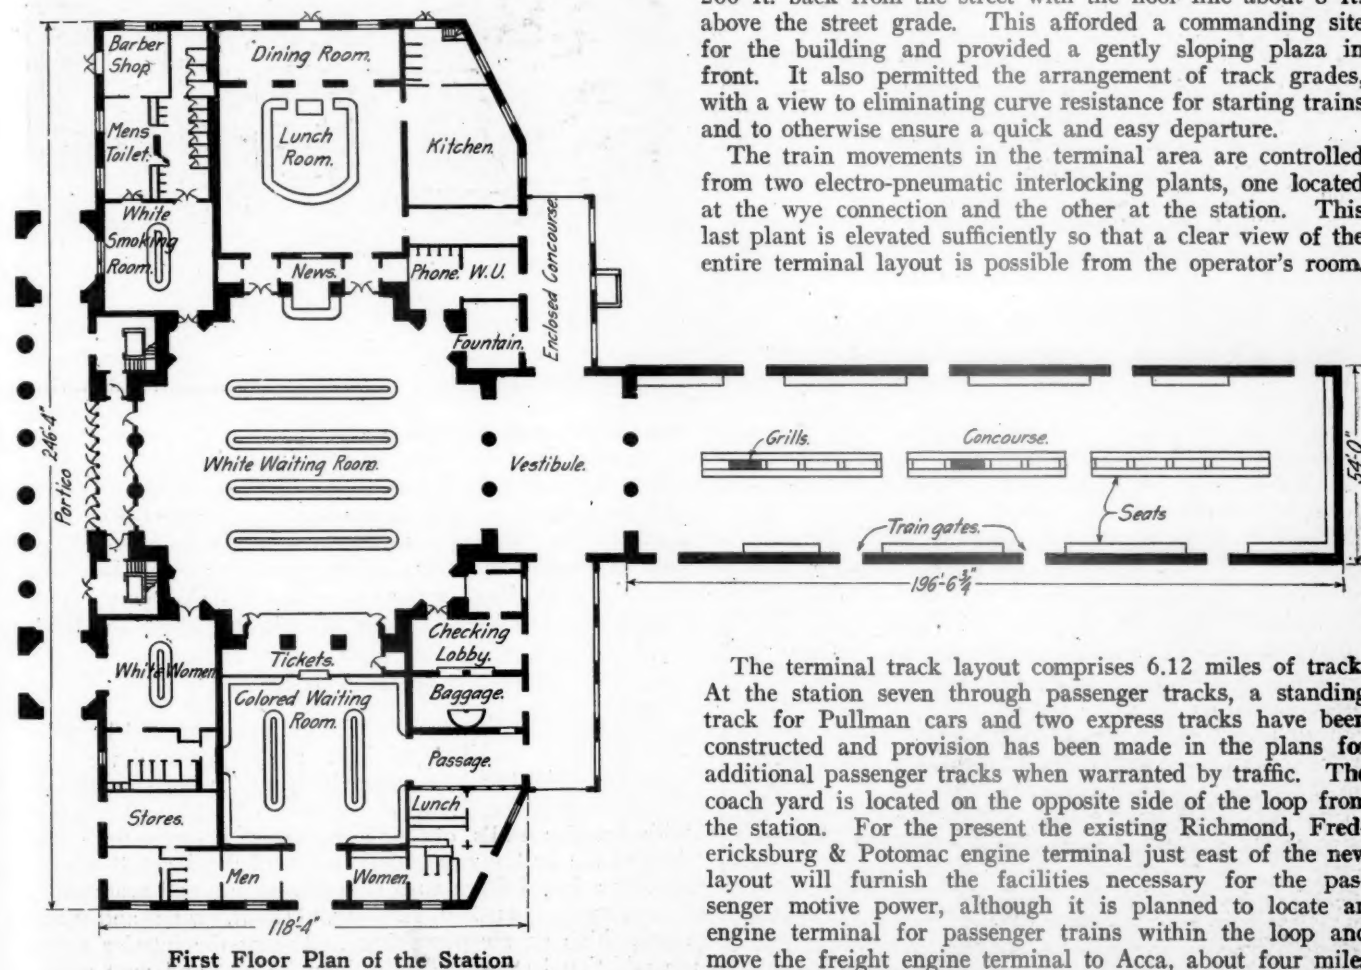 Barber
Shop
Dining Room.
Mens
Toilet.
Lunch
Room.
Kitchen.
White
Smoking
Room.
News.
Phone. W.U.
Enclosed Concourse.
Fountain.
246'-4"
Portico
White Waiting Room.
Vestibule.
Grills.
Concourse.
54'-0"
Seats
Train gates.
196'-6 3/4"
Checking
Lobby.
Tickets.
White Women
Colored Waiting
Room.
Baggage.
Passage.
Stores.
Lunch
Men
Women
118'-4"
First Floor Plan of the Station
above the street grade. This afforded a commanding site
for the building and provided a gently sloping plaza in
front. It also permitted the arrangement of track grades,
with a view to eliminating curve resistance for starting trains
and to otherwise ensure a quick and easy departure.
The train movements in the terminal area are controlled
from two electro-pneumatic interlocking plants, one located
at the wye connection and the other at the station. This
last plant is elevated sufficiently so that a clear view of the
entire terminal layout is possible from the operator's room.
The terminal track layout comprises 6.12 miles of track
At the station seven through passenger tracks, a standing
track for Pullman cars and two express tracks have been
constructed and provision has been made in the plans for
additional passenger tracks when warranted by traffic. The
coach yard is located on the opposite side of the loop from
the station. For the present the existing Richmond, Fred
ericksburg & Potomac engine terminal just east of the new
layout will furnish the facilities necessary for the pas-
senger motive power, although it is planned to locate an
engine terminal for passenger trains within the loop and
move the freight engine terminal to Acca, about four mile